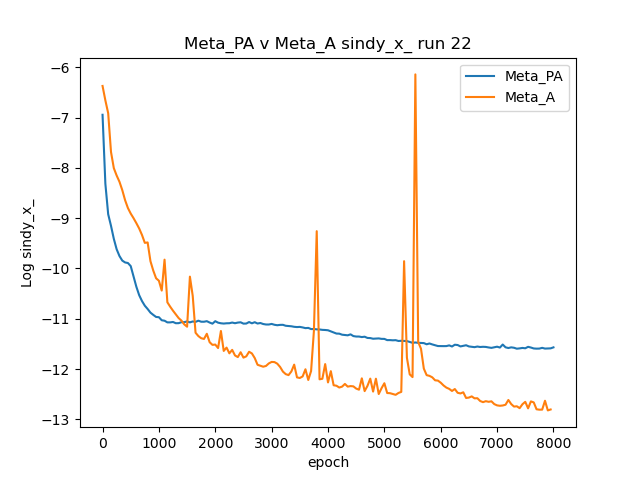 Meta_PA v Meta_A sindy_x_ run 22
Meta_PA
Meta_A
Log sindy_x_
−6
−7
−8
−9
−10
−11
−12
−13
0 1000 2000 3000 4000 5000 6000 7000 8000
epoch